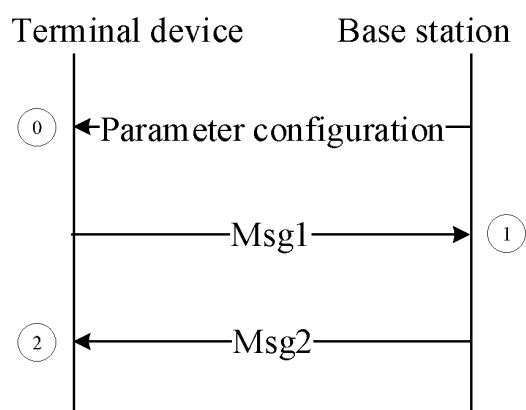 Terminal device
Base station
0
Parameter configuration
Msg1
1
2
Msg2